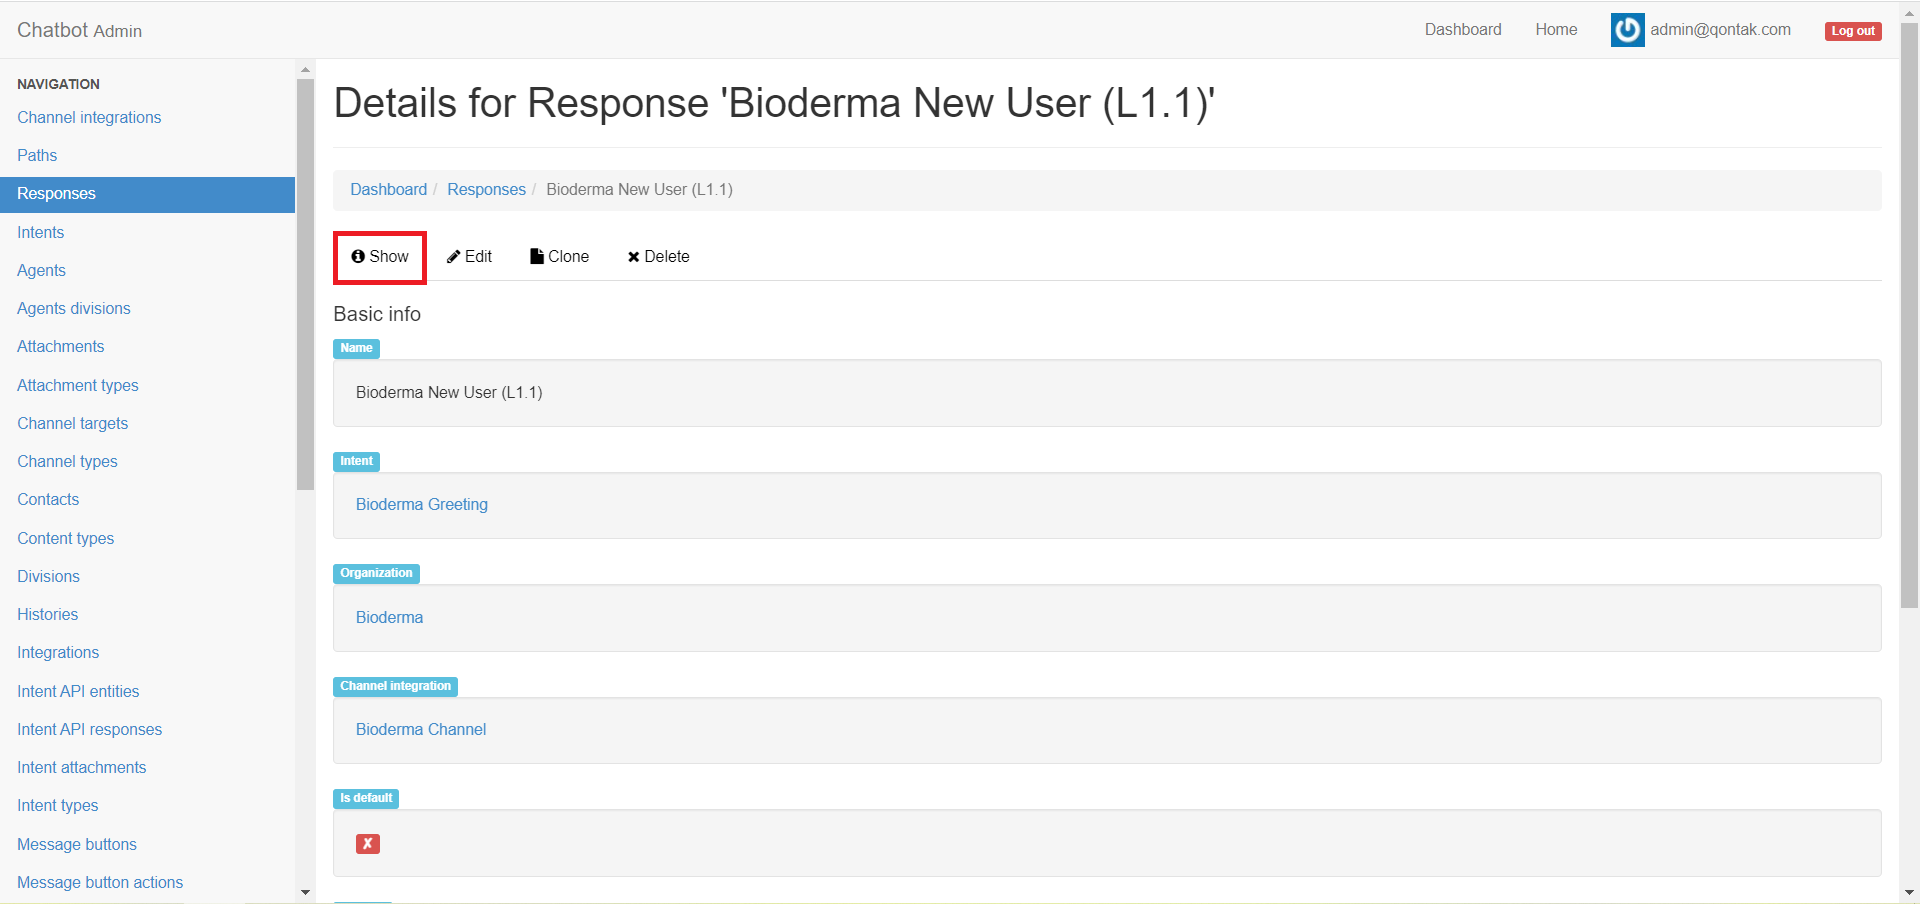 Chatbot Admin
Dashboard
Home
admin@qontak.com
Log out
NAVIGATION
Channel integrations
Paths
Responses
Intents
Agents
Agents divisions
Attachments
Attachment types
Channel targets
Channel types
Contacts
Content types
Divisions
Histories
Integrations
Intent API entities
Intent API responses
Intent attachments
Intent types
Message buttons
Message button actions
Details for Response 'Bioderma New User (L1.1)'
Dashboard / Responses / Bioderma New User (L1.1)
Show
Edit
Clone
Delete
Basic info
Name
Bioderma New User (L1.1)
Intent
Bioderma Greeting
Organization
Bioderma
Channel integration
Bioderma Channel
Is default
✘